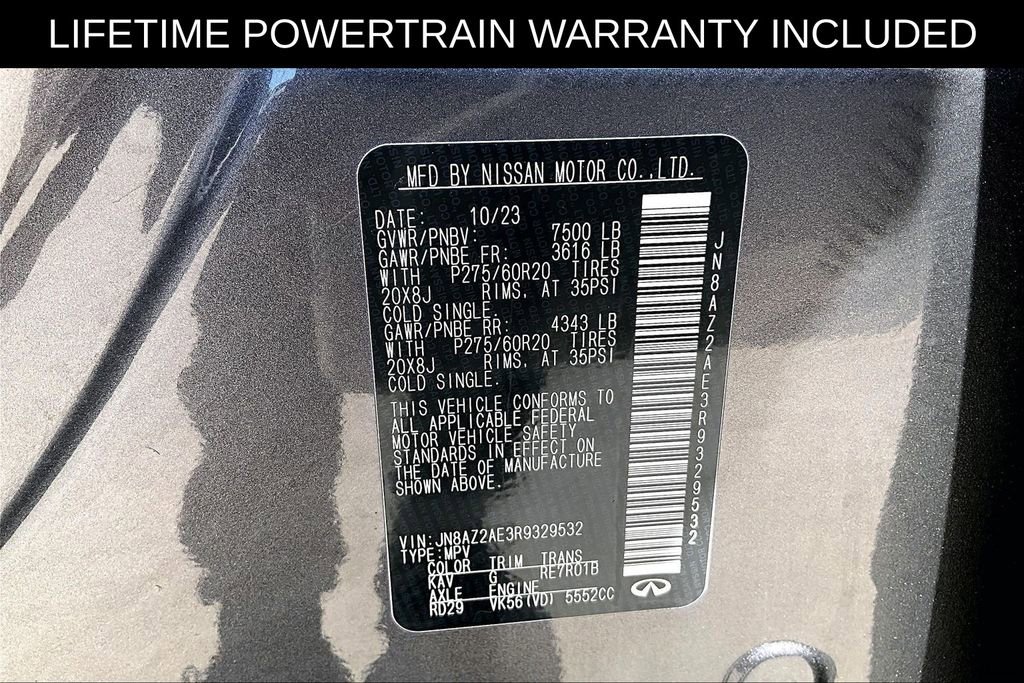 LIFETIME POWERTRAIN WARRANTY INCLUDED
MFD BY NISSAN MOTOR CO.,LTD.
DATE: 10/23
GVWR/PNBV: 7500 LB
GAWR/PNBE FR: 3616 LB
WITH P275/60R20 TIRES
20X8J RIMS, AT 35PSI
COLD SINGLE.
GAWR/PNBE RR: 4343 LB
WITH P275/60R20 TIRES
20X8J RIMS, AT 35PSI
COLD SINGLE.
THIS VEHICLE CONFORMS TO
ALL APPLICABLE FEDERAL
MOTOR VEHICLE SAFETY
STANDARDS IN EFFECT ON
THE DATE OF MANUFACTURE
SHOWN ABOVE.
VIN:JN8AZ2AE3R9329532
TYPE:MPV
COLOR TRIM TRANS
KAV G RE7R01B
AXLE ENGINE
RD29 VK56(VD) 5552CC
JN8AZ2AE3R9329532